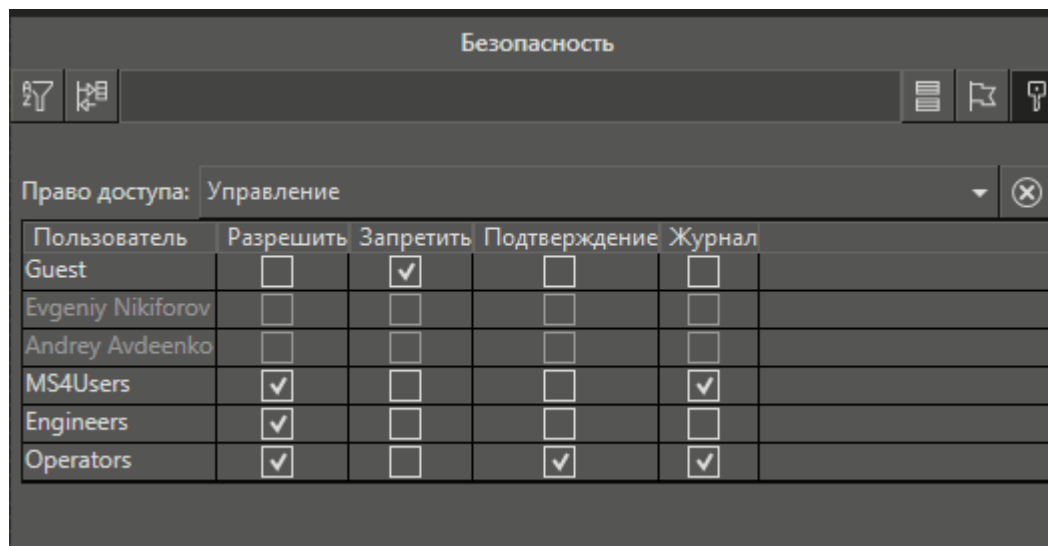 Безопасность
Право доступа: Управление
Пользователь Разрешить Запретить Подтверждение Журнал
Guest
Evgeniy Nikiforov
Andrey Avdeenko
MS4Users
Engineers
Operators